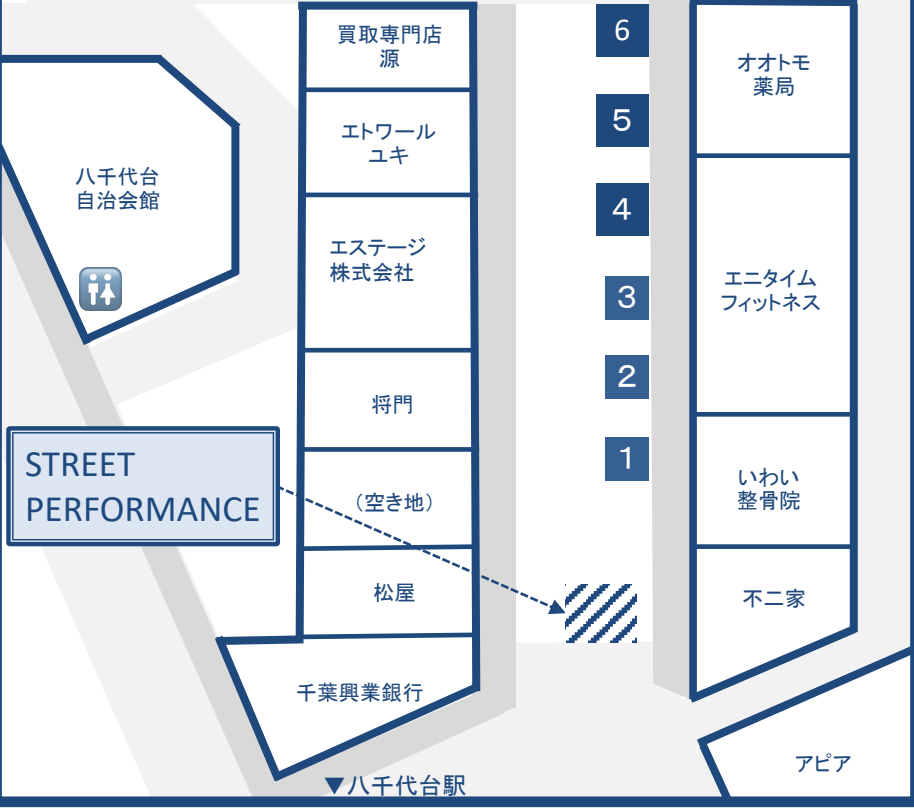 買取専門店
源
6
オオトモ
薬局
エトワール
ユキ
5
八千代台
自治会館
4
エステージ
株式会社
エニタイム
フィットネス
3
2
将門
STREET
PERFORMANCE
1
(空き地)
いわい
整骨院
松屋
不二家
千葉興業銀行
アピア
▼八千代台駅